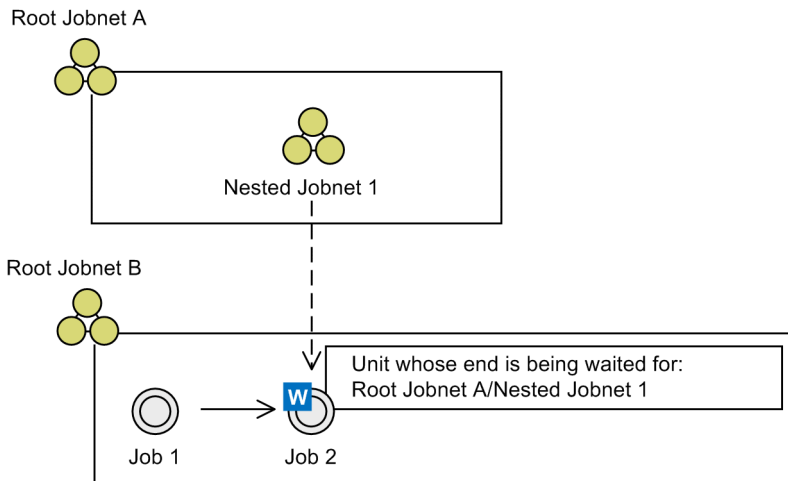 Root Jobnet A
Nested Jobnet 1
Root Jobnet B
Unit whose end is being waited for:
Root Jobnet A/Nested Jobnet 1
W
Job 1
Job 2